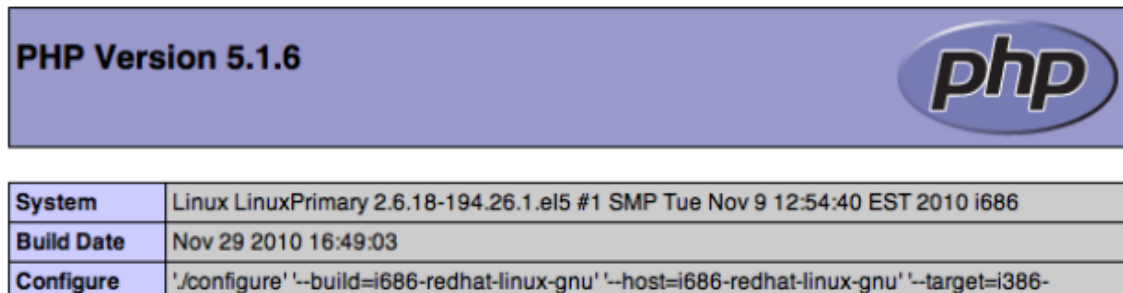 PHP Version 5.1.6
php
System Linux LinuxPrimary 2.6.18-194.26.1.el5 #1 SMP Tue Nov 9 12:54:40 EST 2010 i686
Build Date Nov 29 2010 16:49:03
Configure './configure' '--build=i686-redhat-linux-gnu' '--host=i686-redhat-linux-gnu' '--target=i386-